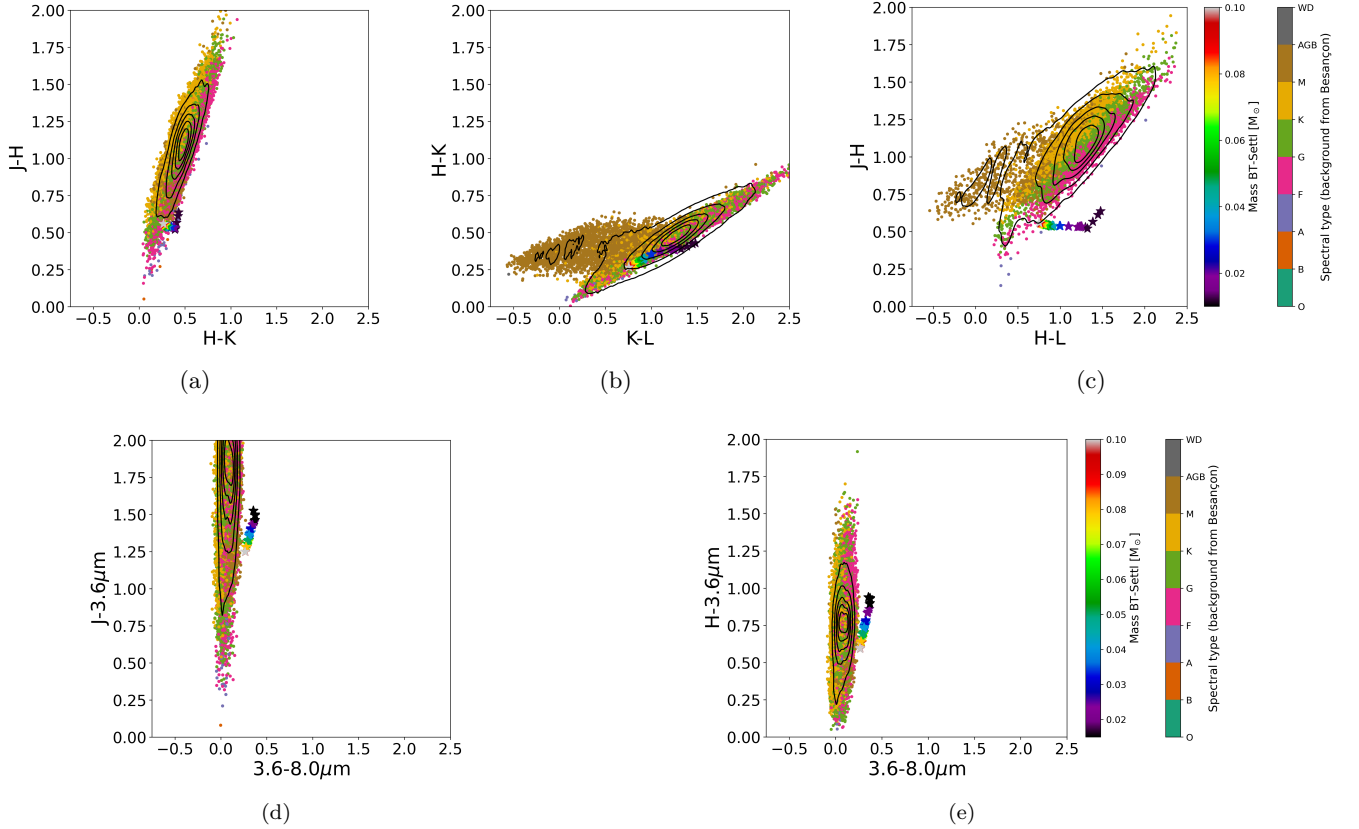 2.00
1.75
1.50
1.25
1.00
0.75
0.50
0.25
0.00
J-H
−0.5 0.0 0.5 1.0 1.5 2.0 2.5
H-K
(a)
2.00
1.75
1.50
1.25
1.00
0.75
0.50
0.25
0.00
H-K
−0.5 0.0 0.5 1.0 1.5 2.0 2.5
K-L
(b)
2.00
1.75
1.50
1.25
1.00
0.75
0.50
0.25
0.00
J-H
−0.5 0.0 0.5 1.0 1.5 2.0 2.5
H-L
(c)
0.10
0.08
0.06
0.04
0.02
Mass BT-Settl [M⊙]
WD
AGB
M
K
G
F
A
B
O
Spectral type (background from Besançon)
2.00
1.75
1.50
1.25
1.00
0.75
0.50
0.25
0.00
J-3.6μm
−0.5 0.0 0.5 1.0 1.5 2.0 2.5
3.6-8.0μm
(d)
2.00
1.75
1.50
1.25
1.00
0.75
0.50
0.25
0.00
H-3.6μm
−0.5 0.0 0.5 1.0 1.5 2.0 2.5
3.6-8.0μm
(e)
0.10
0.09
0.08
0.07
0.06
0.05
0.04
0.03
0.02
Mass BT-Settl [M⊙]
WD
AGB
M
K
G
F
A
B
O
Spectral type (background from Besançon)